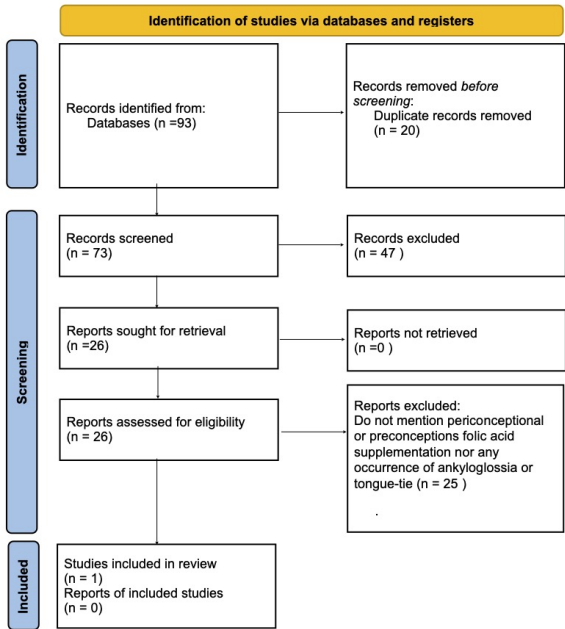 Identification of studies via databases and registers
Identification
Records identified from:
Databases (n =93)
Records removed before
screening:
Duplicate records removed
(n = 20)
Screening
Records screened
(n = 73)
Records excluded
(n = 47 )
Reports sought for retrieval
(n =26)
Reports not retrieved
(n =0 )
Reports assessed for eligibility
(n = 26)
Reports excluded:
Do not mention periconceptional
or preconceptions folic acid
supplementation nor any
occurrence of ankyloglossia or
tongue-tie (n = 25 )
.
Included
Studies included in review
(n = 1)
Reports of included studies
(n = 0)